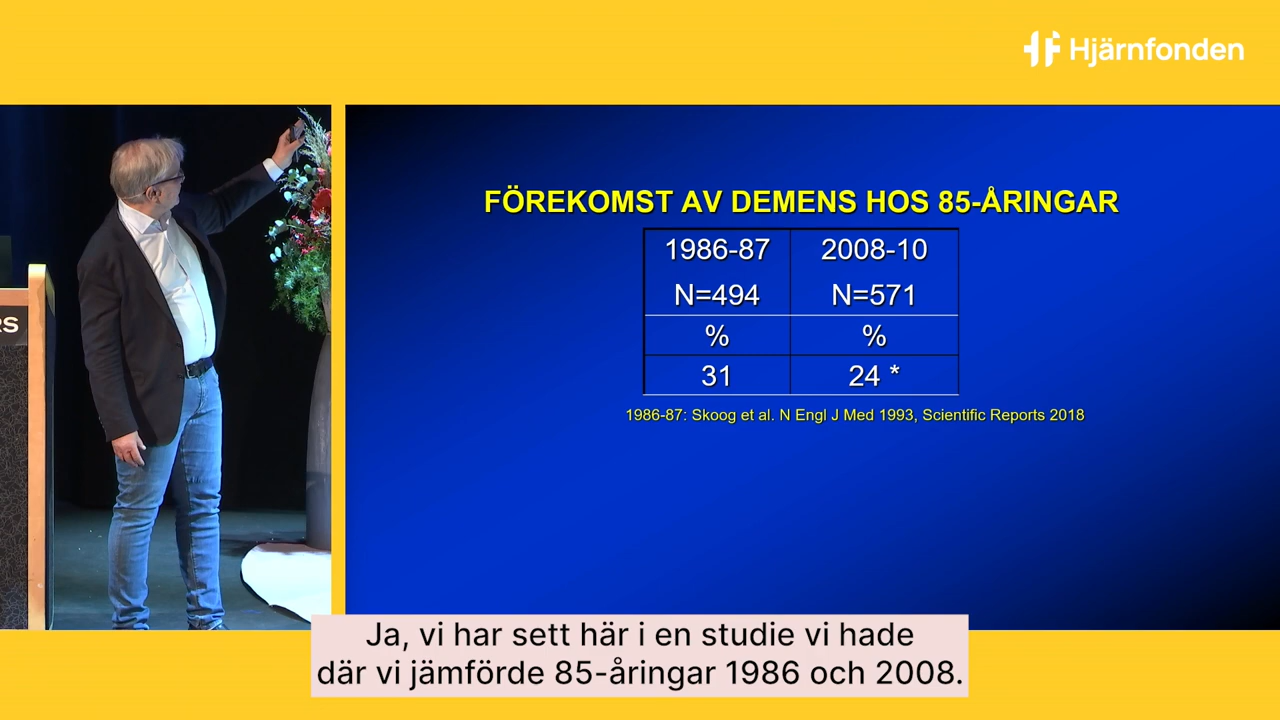 Hjärnfonden
RS
FÖREKOMST AV DEMENS HOS 85-ÅRINGAR
1986-87 2008-10
N=494 N=571
% %
31 24 *
1986-87: Skoog et al. N Engl J Med 1993, Scientific Reports 2018
Ja, vi har sett här i en studie vi hade
där vi jämförde 85-åringar 1986 och 2008.